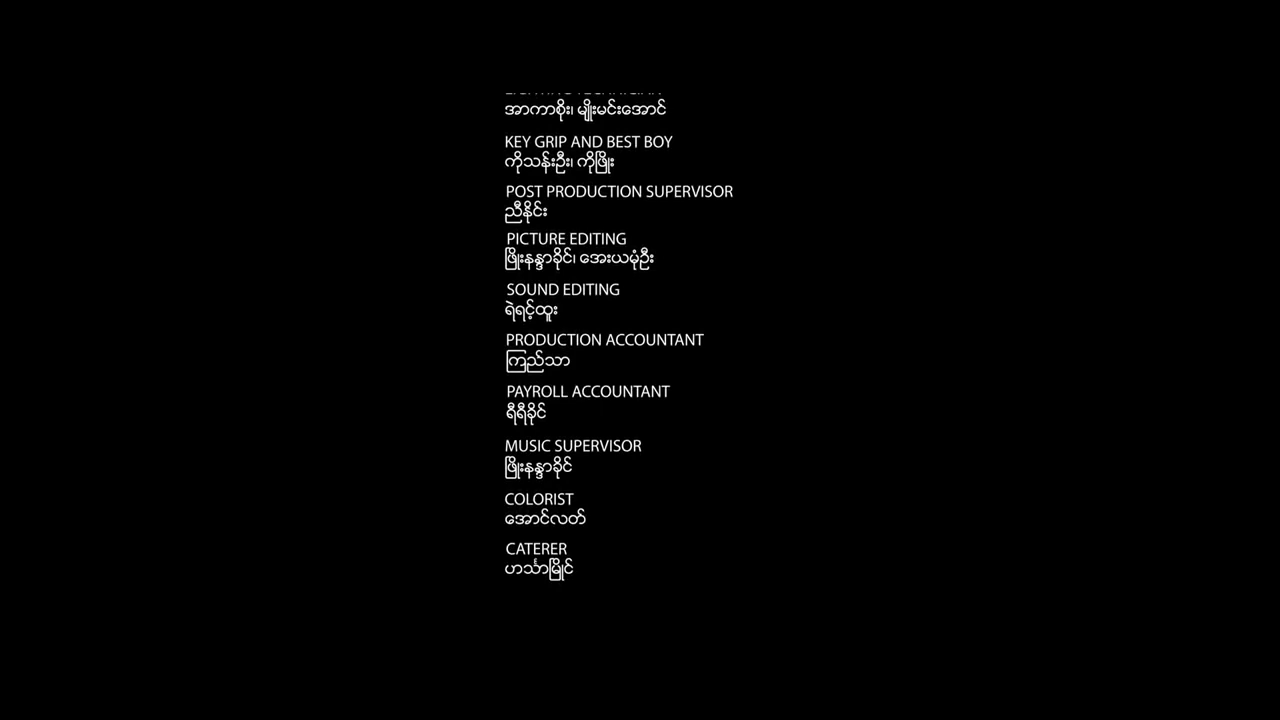 အာကာစိုး၊ မျိုးမင်းအောင်
KEY GRIP AND BEST BOY
ကိုသန်းဦး၊ ကိုဖြိုး
POST PRODUCTION SUPERVISOR
ညီနိုင်း
PICTURE EDITING
ဖြိုးနန္ဒာခိုင်၊ အေးယမုံဦး
SOUND EDITING
ရဲရင့်ထူး
PRODUCTION ACCOUNTANT
ကြည်သာ
PAYROLL ACCOUNTANT
ရီရီခိုင်
MUSIC SUPERVISOR
ဖြိုးနန္ဒာခိုင်
COLORIST
အောင်လတ်
CATERER
ဟင်္သာမြိုင်